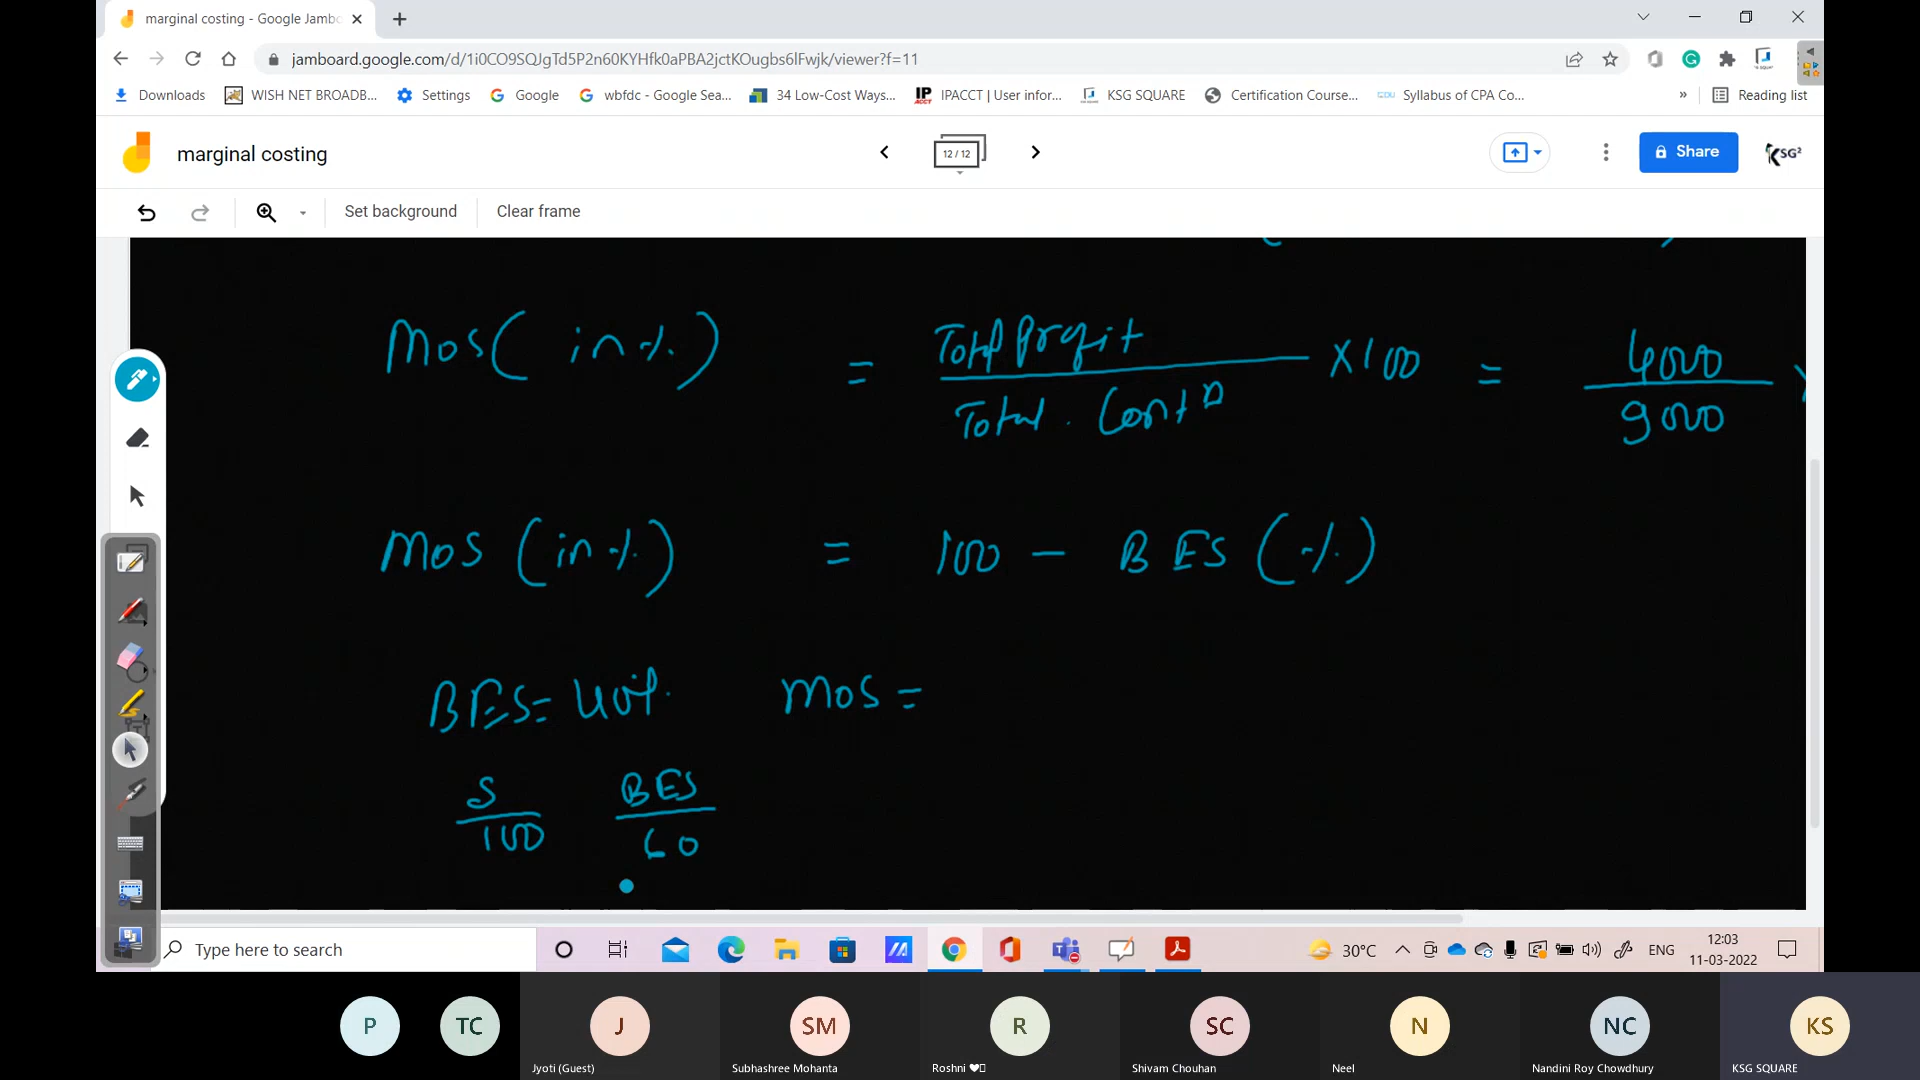 marginal costing - Google Jambo
jamboard.google.com/d/1i0CO9SQJgTd5P2n60KYHfk0aPBA2jctKOugbs6lFwjk/viewer?f=11
Downloads WISH NET BROADB... Settings Google wbfdc - Google Sea... 34 Low-Cost Ways... IPACCT | User infor... KSG SQUARE Certification Course... Syllabus of CPA Co... » Reading list
marginal costing 12 / 12 Share KSG²
Set background Clear frame
MOS( in %) = Total Profit / Total. Contn X100 = 4000 / 9000
MOS (in %) = 100 - BES (%)
BES= 40%. MOS =
S / 100 BES / 60
Type here to search 30°C ENG 12:03
11-03-2022
P TC J SM R SC N NC KS
Jyoti (Guest) Subhashree Mohanta Roshni ❤ Shivam Chouhan Neel Nandini Roy Chowdhury KSG SQUARE